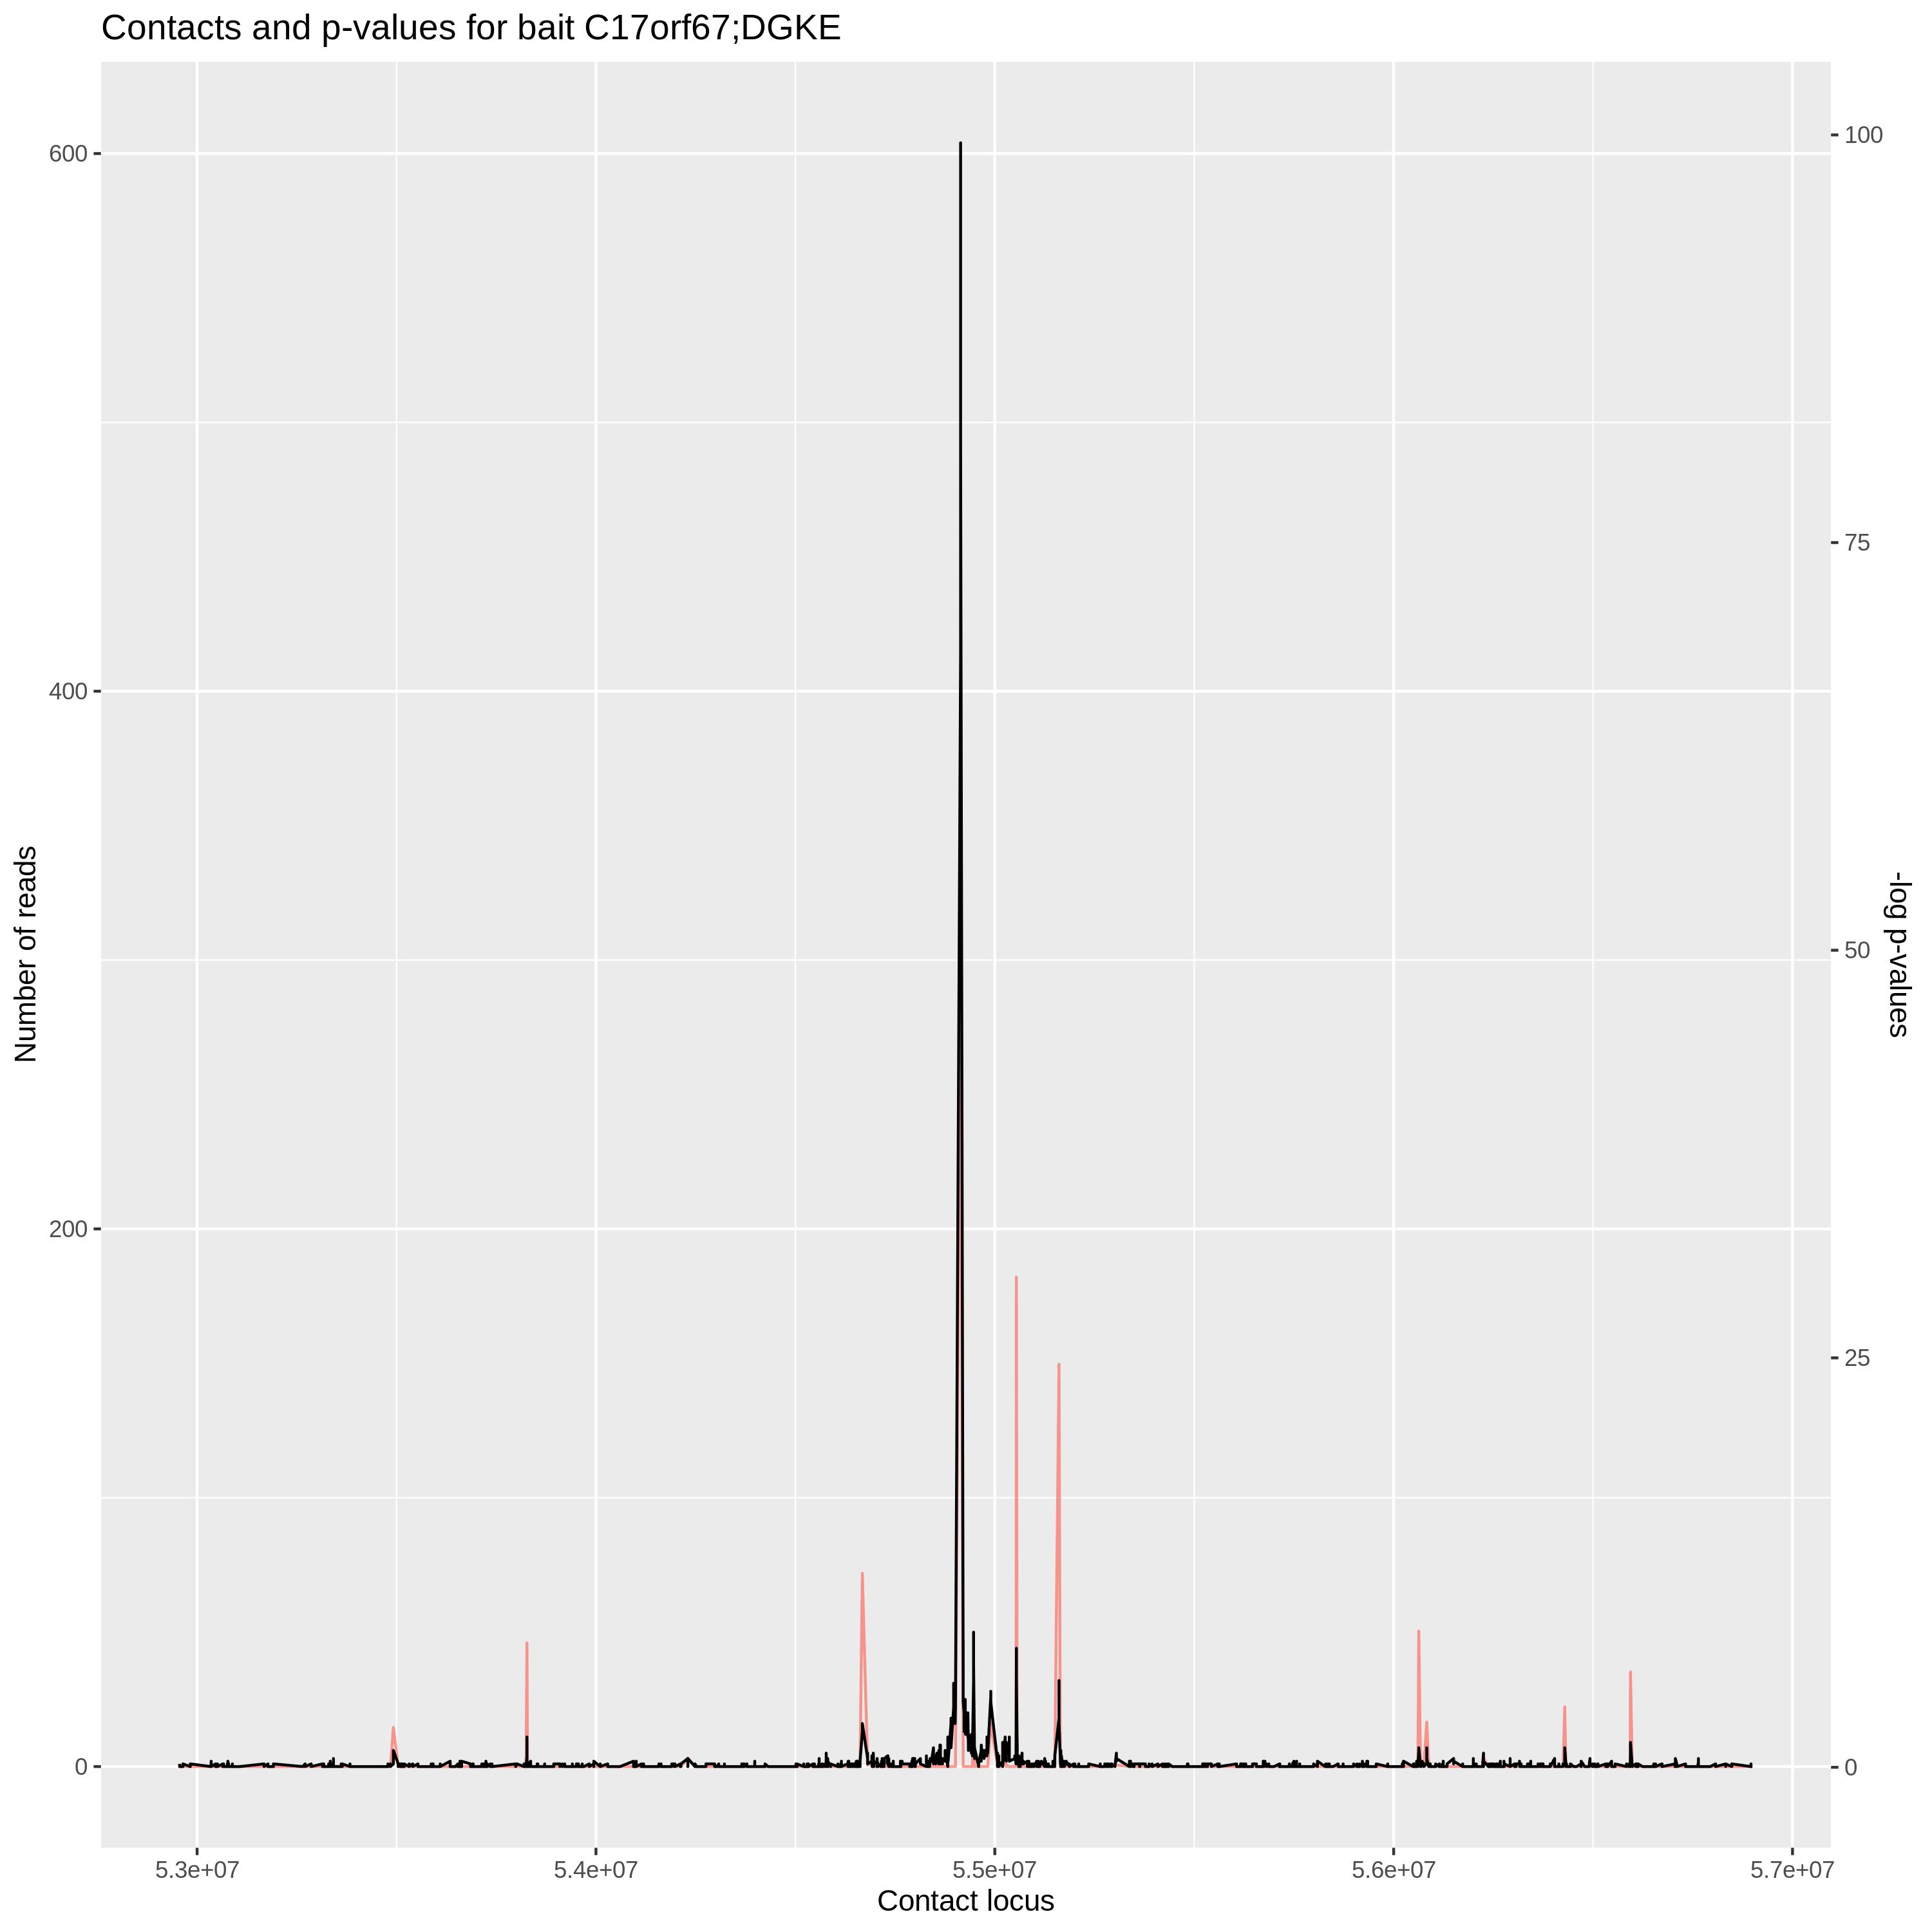 Contacts and p-values for bait C17orf67;DGKE
600
400
200
0
Number of reads
100
75
50
25
0
-log p-values
5.3e+07
5.4e+07
5.5e+07
5.6e+07
5.7e+07
Contact locus